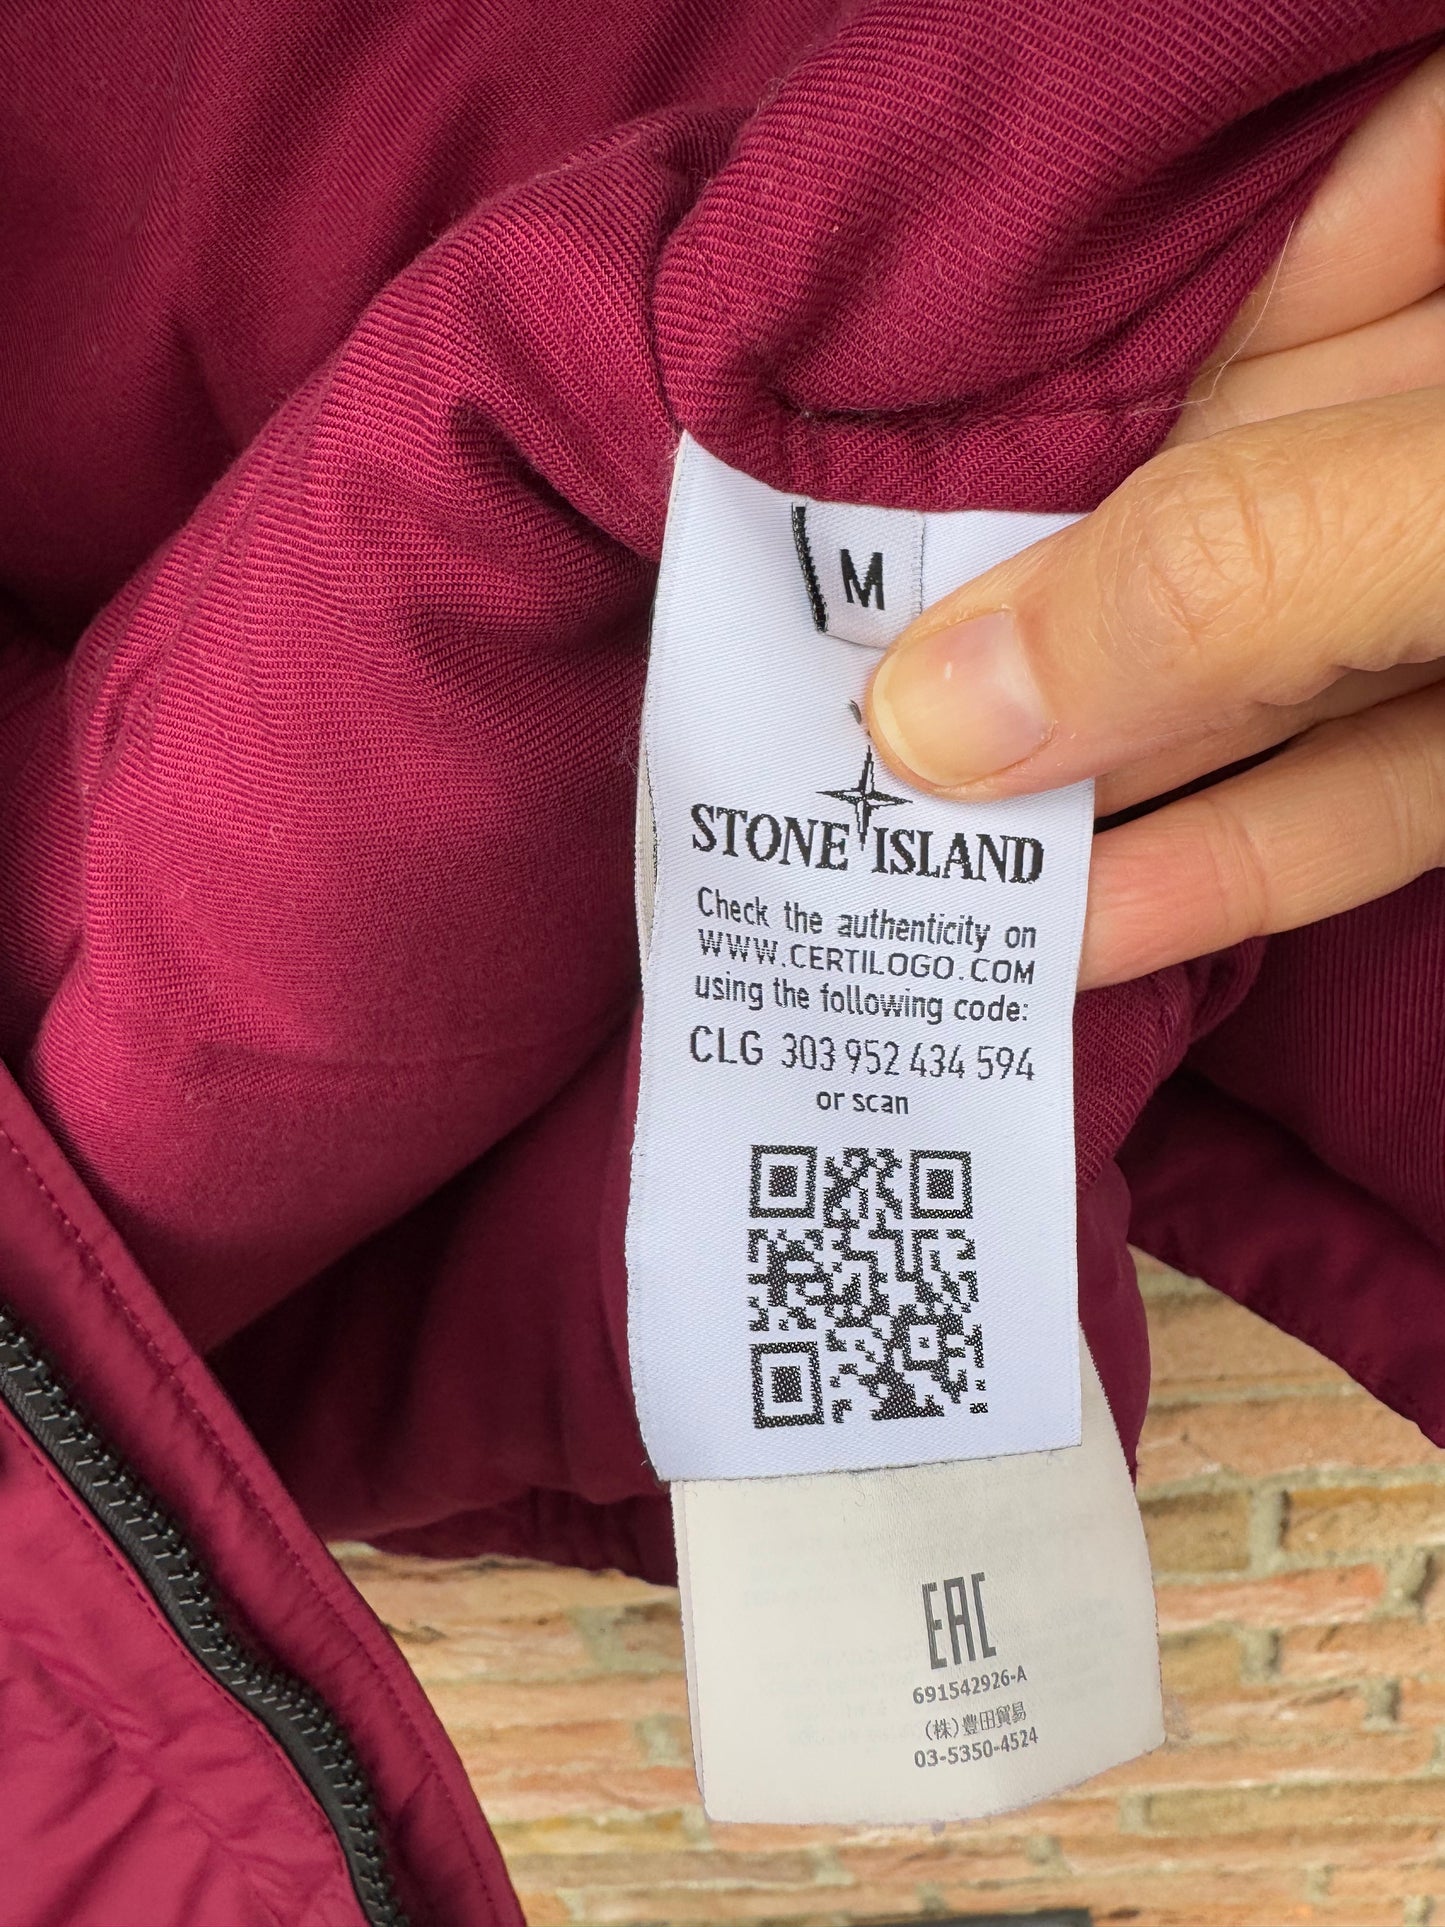 M
STONE ISLAND
Check the authenticity on
WWW.CERTILOGO.COM
using the following code:
CLG 303 952 434 594
or scan
EAC
691542926-A
(株)豊田貿易
03-5350-4524